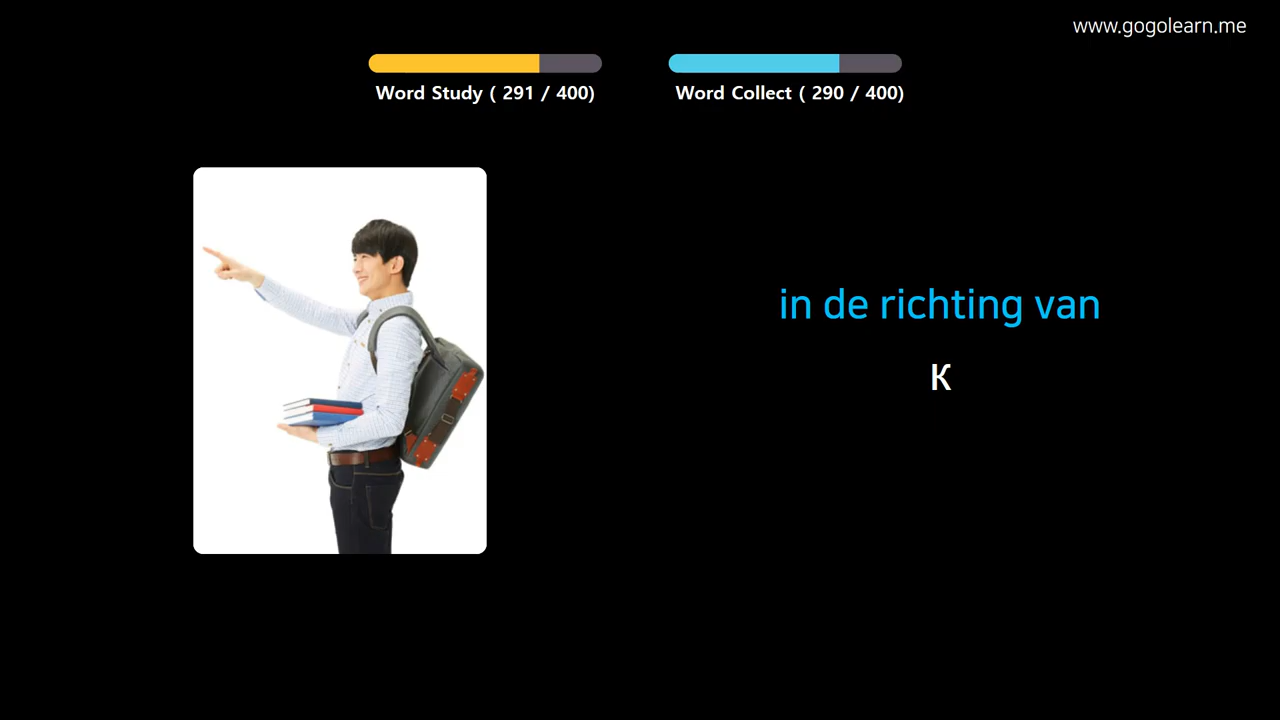 www.gogolearn.me
Word Study ( 291 / 400)
Word Collect ( 290 / 400)
in de richting van
К